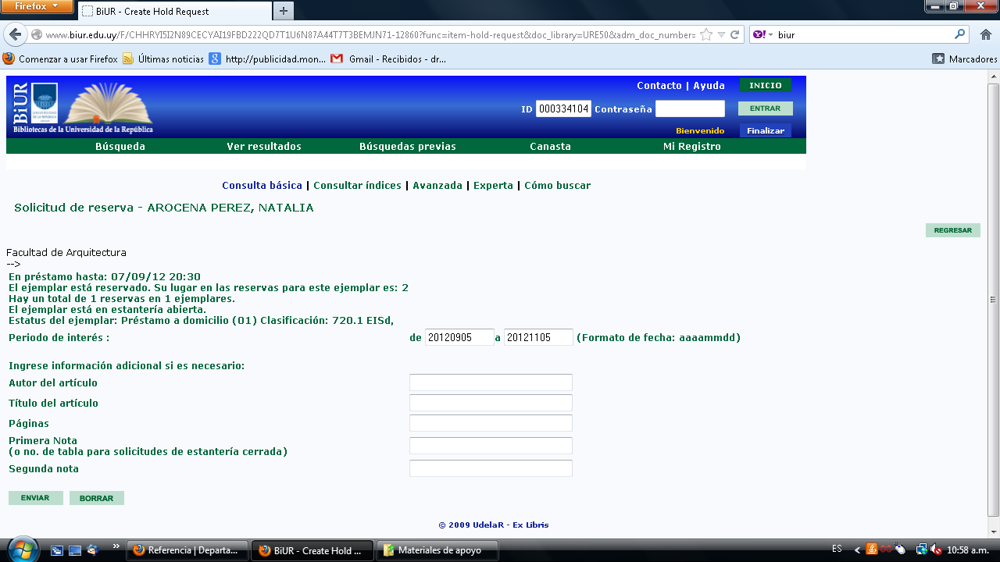 Firefox
BiUR - Create Hold Request
www.biur.edu.uy/F/
?func=item-hold-request&doc_library=URE50&adm_doc_number=
biur
Comenzar a usar Firefox
Últimas noticias
http://publicidad.mon...
Gmail - Recibidos - dr...
Marcadores
BiUR
Bibliotecas de la Universidad de la República
Contacto | Ayuda
INICIO
ID 000334104 Contraseña
ENTRAR
Bienvenido
Finalizar
Búsqueda Ver resultados Búsquedas previas Canasta Mi Registro
Consulta básica | Consultar índices | Avanzada | Experta | Cómo buscar
Solicitud de reserva - AROCENA PEREZ, NATALIA
REGRESAR
Facultad de Arquitectura
-->
En préstamo hasta: 07/09/12 20:30
El ejemplar está reservado. Su lugar en las reservas para este ejemplar es: 2
Hay un total de 1 reservas en 1 ejemplares.
El ejemplar está en estantería abierta.
Estatus del ejemplar: Préstamo a domicilio (01) Clasificación: 720.1 EISd,
Periodo de interés : de 20120905 a 20121105 (Formato de fecha: aaaammdd)
Ingrese información adicional si es necesario:
Autor del artículo
Título del artículo
Páginas
Primera Nota
(o no. de tabla para solicitudes de estantería cerrada)
Segunda nota
ENVIAR BORRAR
© 2009 UdelaR - Ex Libris
Referencia | Departa...
BiUR - Create Hold ...
Materiales de apoyo
ES
10:58 a.m.